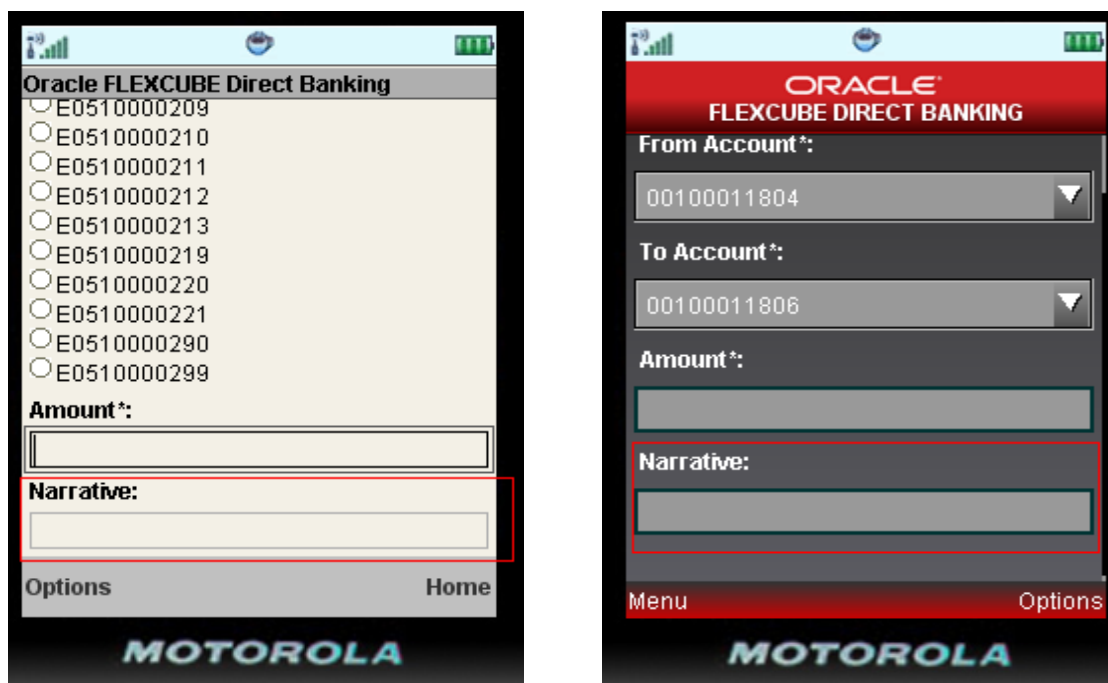 Oracle FLEXCUBE Direct Banking
E0510000209
E0510000210
E0510000211
E0510000212
E0510000213
E0510000219
E0510000220
E0510000221
E0510000290
E0510000299
Amount*:
Narrative:
Options Home
MOTOROLA
ORACLE
FLEXCUBE DIRECT BANKING
From Account*:
00100011804
To Account*:
00100011806
Amount*:
Narrative:
Menu Options
MOTOROLA